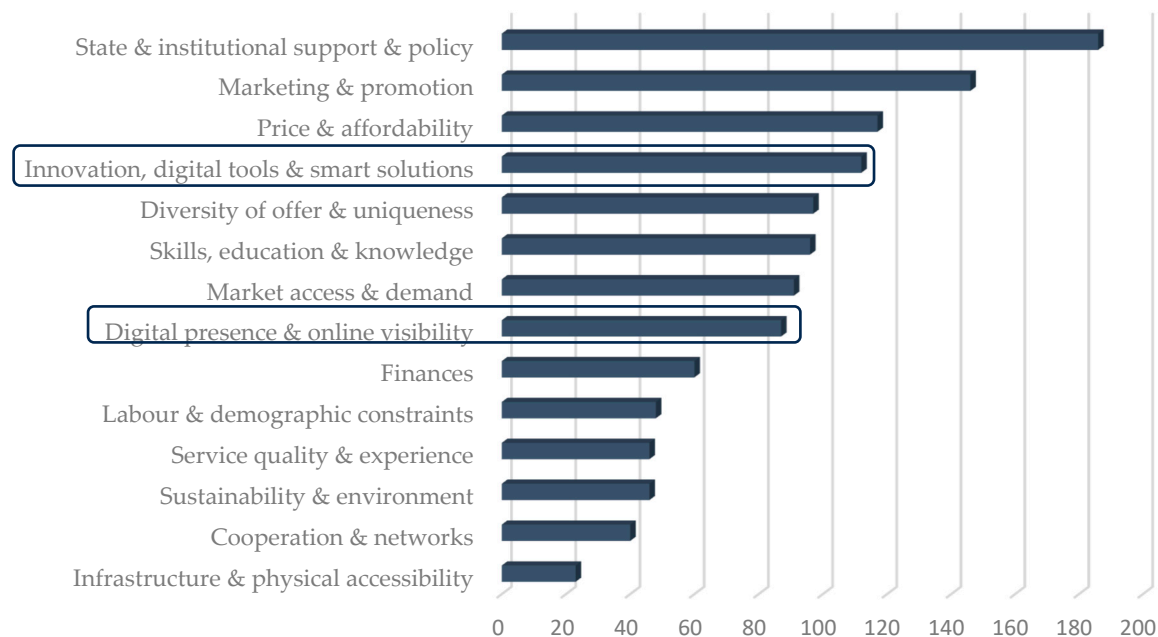 State & institutional support & policy
Marketing & promotion
Price & affordability
Innovation, digital tools & smart solutions
Diversity of offer & uniqueness
Skills, education & knowledge
Market access & demand
Digital presence & online visibility
Finances
Labour & demographic constraints
Service quality & experience
Sustainability & environment
Cooperation & networks
Infrastructure & physical accessibility
0 20 40 60 80 100 120 140 160 180 200